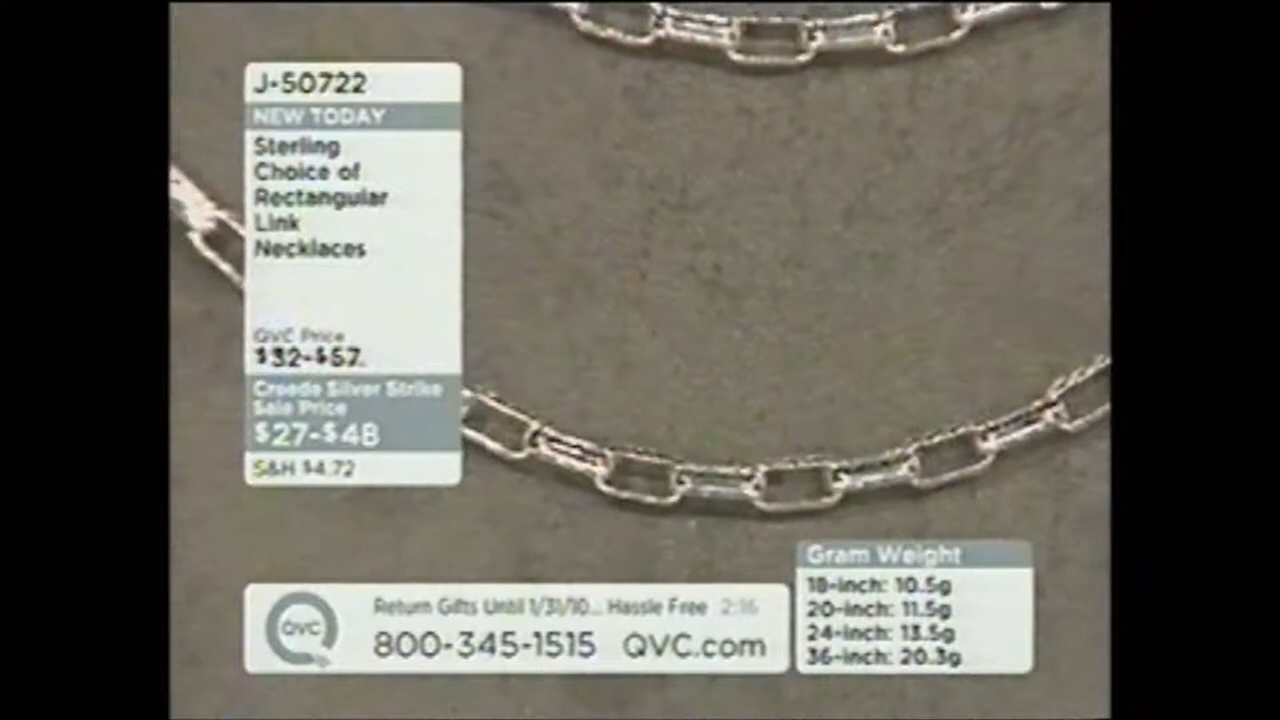 J-50722
NEW TODAY
Sterling
Choice of
Rectangular
Link
Necklaces
QVC Price
$32-$57
Creede Silver Strike
Sale Price
$27-$48
S&H $4.72
Gram Weight
18-inch: 10.5g
20-inch: 11.5g
24-inch: 13.5g
36-inch: 20.3g
QVC
Return Gifts Until 1/31/10... Hassle Free 2:16
800-345-1515 QVC.com